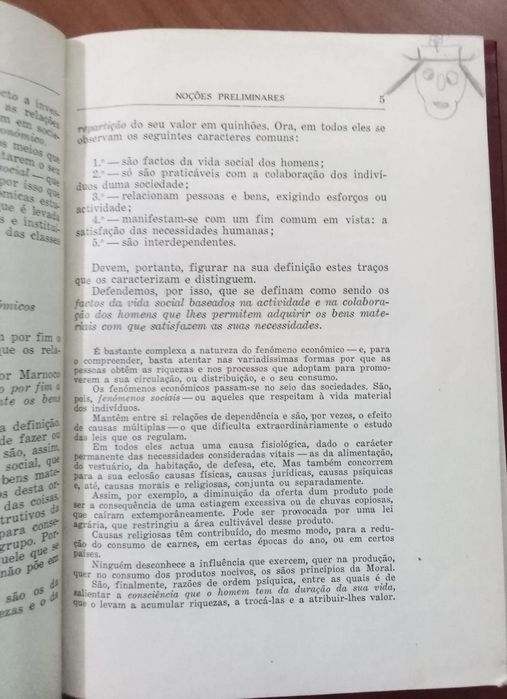 NOÇÕES PRELIMINARES 5
repartição do seu valor em quinhões. Ora, em todos eles se
observam os seguintes caracteres comuns:
1.º — são factos da vida social dos homens;
2.º — só são praticáveis com a colaboração dos indiví-
duos duma sociedade;
3.º — relacionam pessoas e bens, exigindo esforços ou
actividade;
4.º — manifestam-se com um fim comum em vista: a
satisfação das necessidades humanas;
5.º — são interdependentes.
Devem, portanto, figurar na sua definição estes traços
que os caracterizam e distinguem.
Defendemos, por isso, que se definam como sendo os
factos da vida social baseados na actividade e na colabora-
ção dos homens que lhes permitem adquirir os bens mate-
riais com que satisfazem as suas necessidades.
É bastante complexa a natureza do fenómeno económico — e, para
o compreender, basta atentar nas variadíssimas formas por que as
pessoas obtêm as riquezas e nos processos que adoptam para promo-
verem a sua circulação, ou distribuição, e o seu consumo.
Os fenómenos económicos passam-se no seio das sociedades. São,
pois, fenómenos sociais — ou aqueles que respeitam à vida material
dos indivíduos.
Mantêm entre si relações de dependência e são, por vezes, o efeito
de causas múltiplas — o que dificulta extraordinàriamente o estudo
das leis que os regulam.
Em todos eles actua uma causa fisiológica, dado o carácter
permanente das necessidades consideradas vitais — as da alimentação,
do vestuário, da habitação, de defesa, etc. Mas também concorrem
para a sua eclosão causas físicas, causas jurídicas, causas psíquicas
e, até, causas morais e religiosas, conjunta ou separadamente.
Assim, por exemplo, a diminuição da oferta dum produto pode
ser a consequência de uma estiagem excessiva ou de chuvas copiosas,
que caíram extemporâneamente. Pode ser provocada por uma lei
agrária, que restringiu a área cultivável desse produto.
Causas religiosas têm contribuído, do mesmo modo, para a redu-
ção do consumo de carnes, em certas épocas do ano, ou em certos
países.
Ninguém desconhece a influência que exercem, quer na produção,
quer no consumo dos produtos nocivos, os sãos princípios da Moral.
São, finalmente, razões de ordem psíquica, entre as quais é de
salientar a consciência que o homem tem da duração da sua vida,
que o levam a acumular riquezas, a trocá-las e a atribuir-lhes valor.